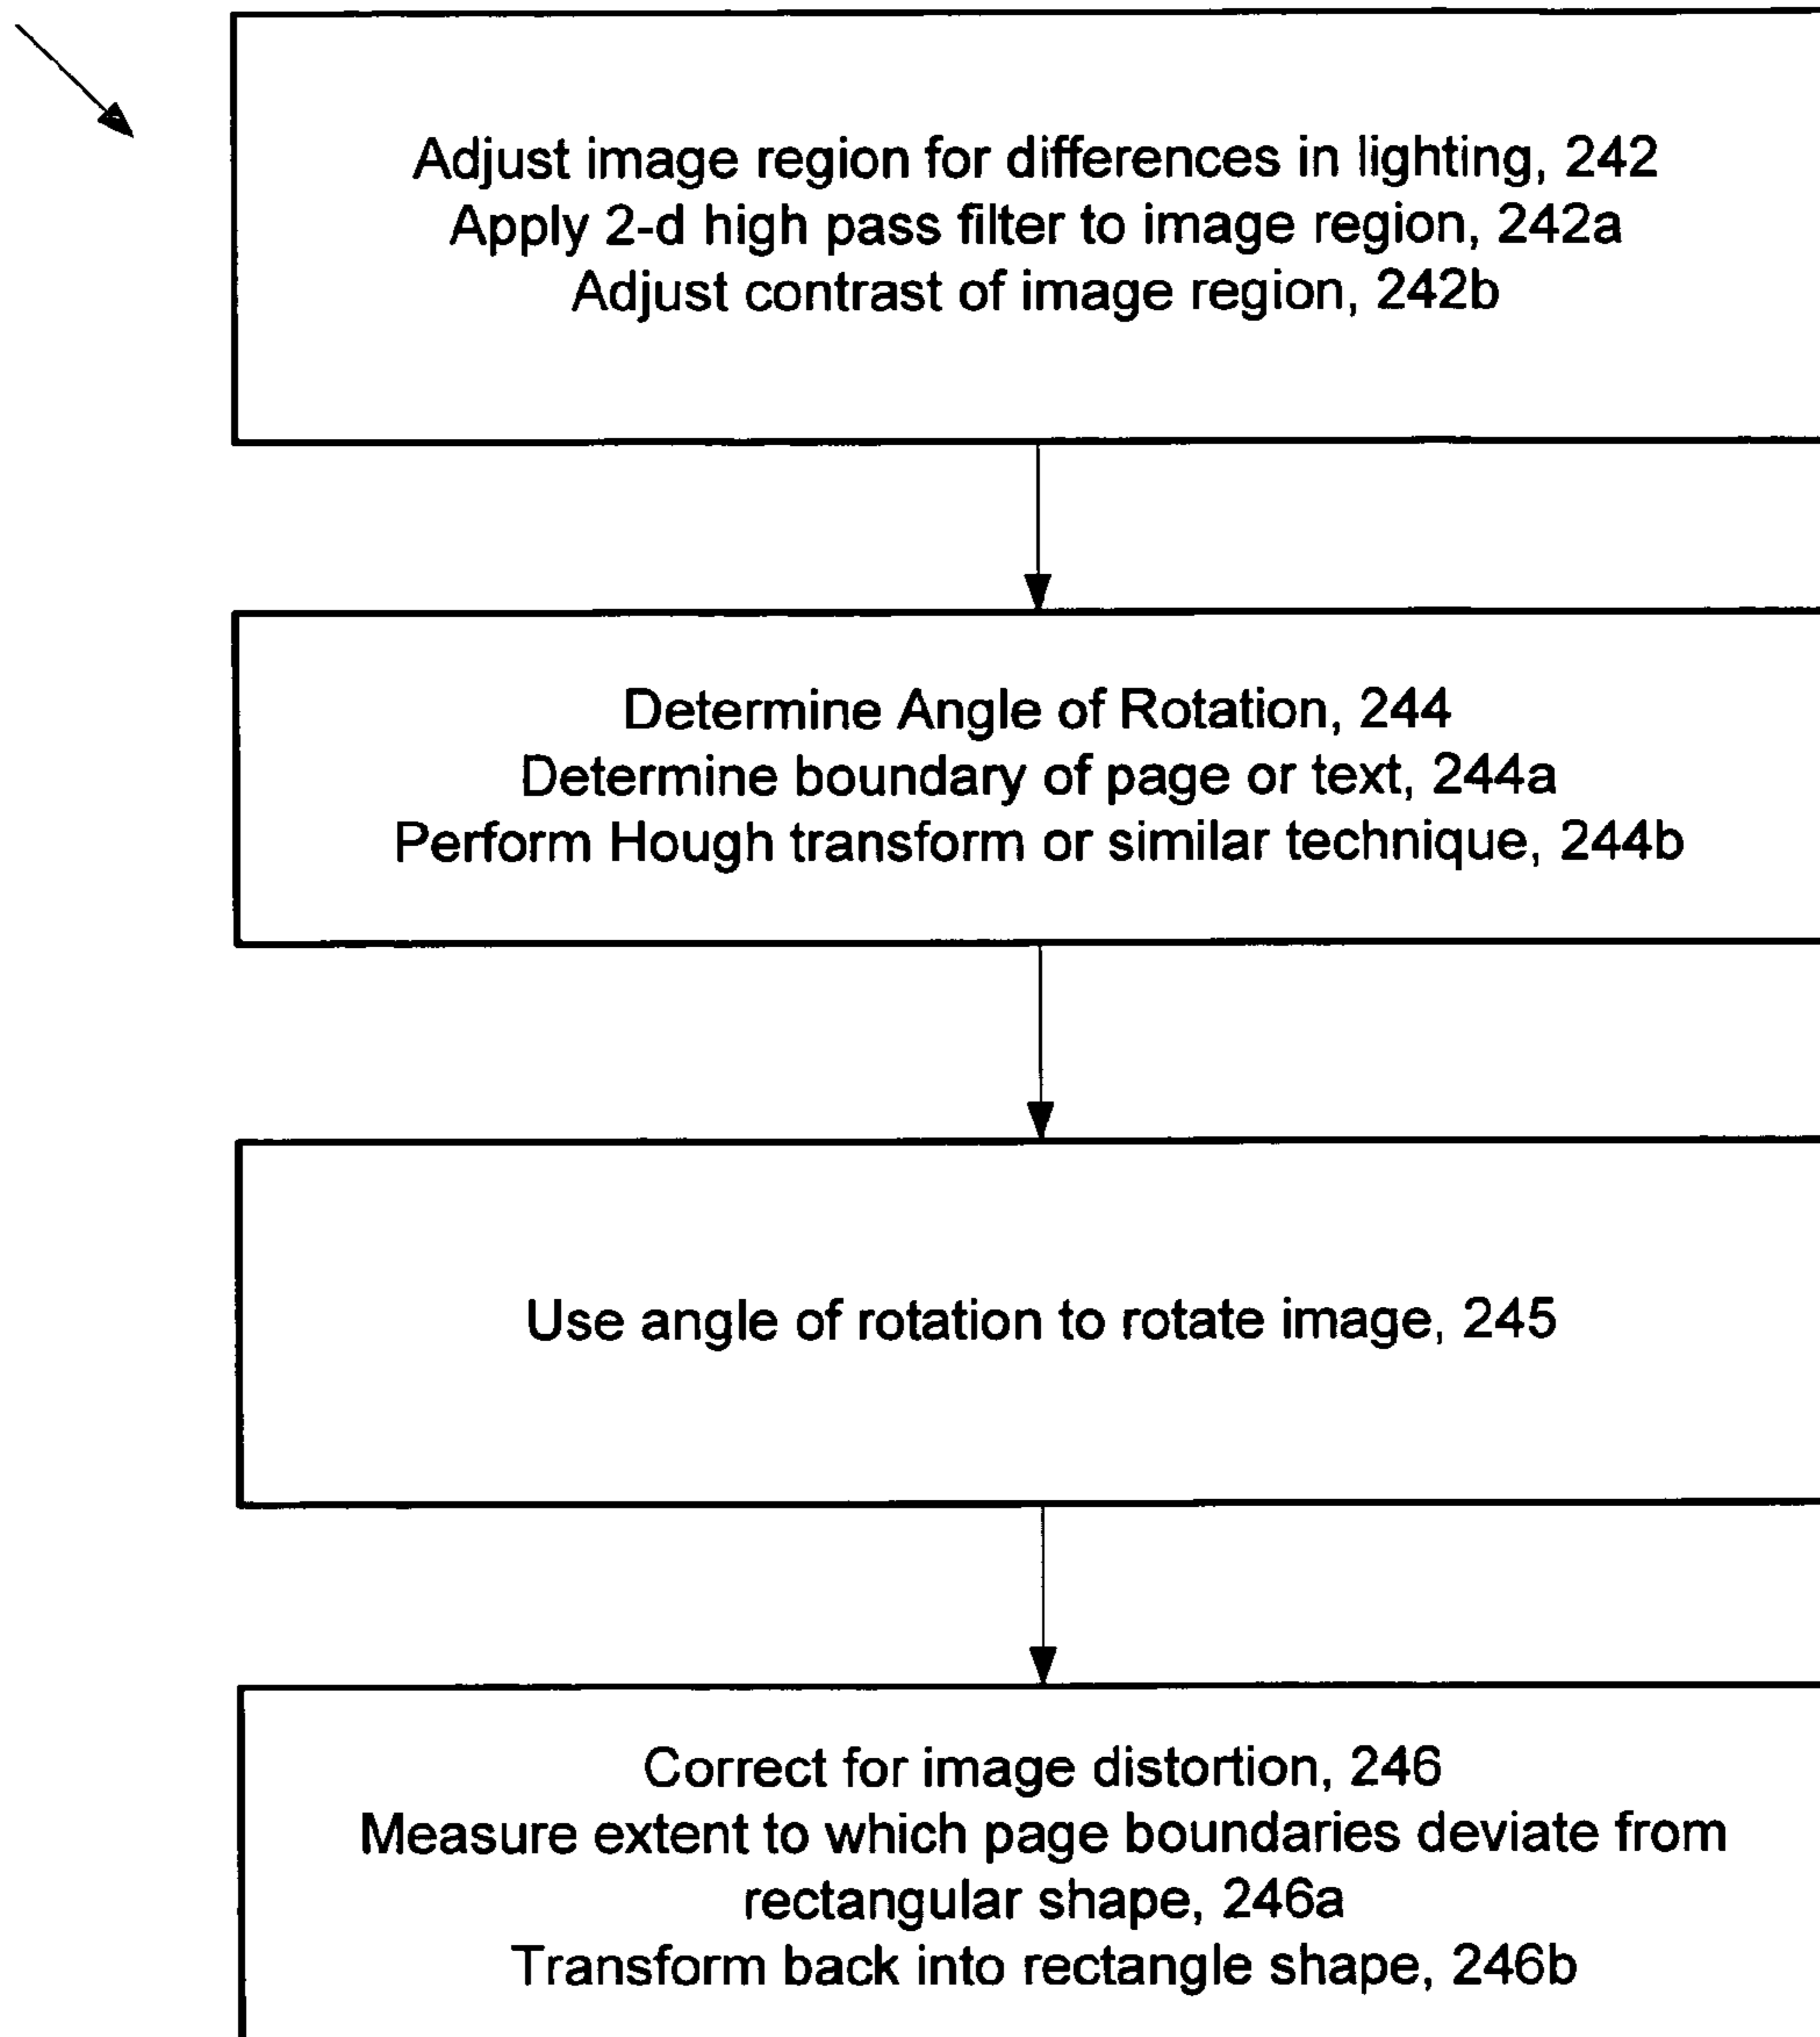 Adjust image region for differences in lighting, 242
Apply 2-d high pass filter to image region, 242a
Adjust contrast of image region, 242b
Determine Angle of Rotation, 244
Determine boundary of page or text, 244a
Perform Hough transform or similar technique, 244b
Use angle of rotation to rotate image, 245
Correct for image distortion, 246
Measure extent to which page boundaries deviate from
rectangular shape, 246a
Transform back into rectangle shape, 246b